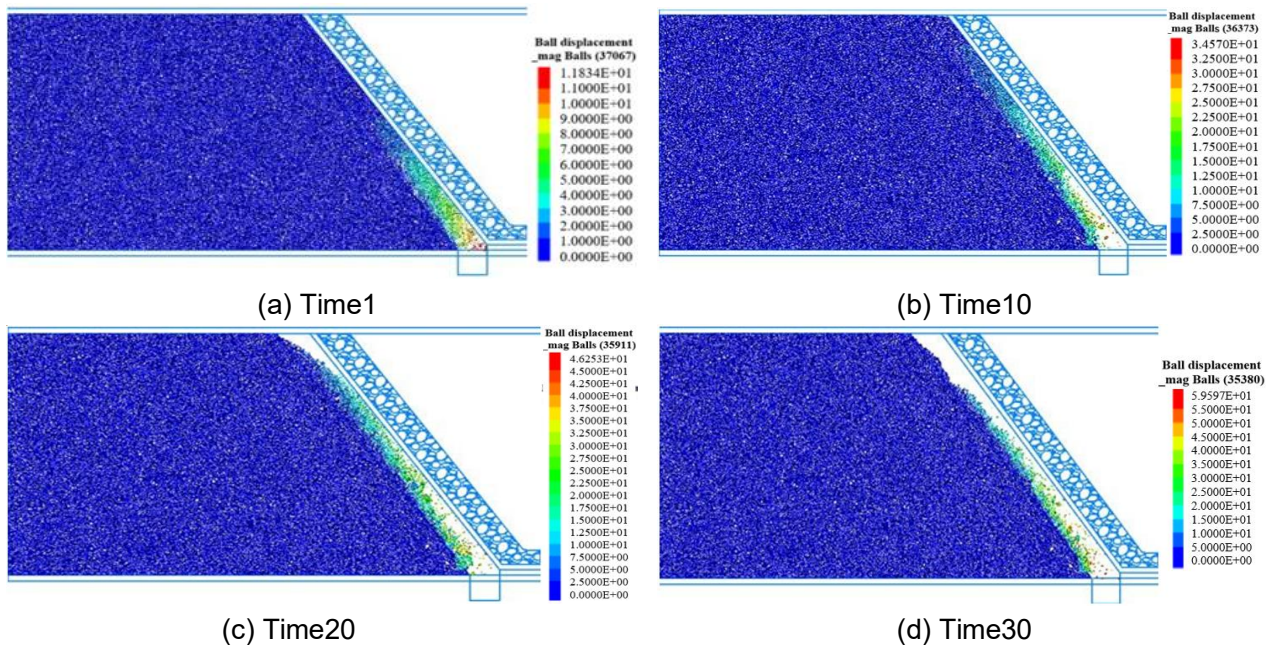 Ball displacement
_mag Balls (37067)
1.1834E+01
1.1000E+01
1.0000E+01
9.0000E+00
8.0000E+00
7.0000E+00
6.0000E+00
5.0000E+00
4.0000E+00
3.0000E+00
2.0000E+00
1.0000E+00
0.0000E+00
(a) Time1
Ball displacement
_mag Balls (36373)
3.4570E+01
3.2500E+01
3.0000E+01
2.7500E+01
2.5000E+01
2.2500E+01
2.0000E+01
1.7500E+01
1.5000E+01
1.2500E+01
1.0000E+01
7.5000E+00
5.0000E+00
2.5000E+00
0.0000E+00
(b) Time10
Ball displacement
_mag Balls (35911)
4.6253E+01
4.5000E+01
4.2500E+01
4.0000E+01
3.7500E+01
3.5000E+01
3.2500E+01
3.0000E+01
2.7500E+01
2.5000E+01
2.2500E+01
2.0000E+01
1.7500E+01
1.5000E+01
1.2500E+01
1.0000E+01
7.5000E+00
5.0000E+00
2.5000E+00
0.0000E+00
(c) Time20
Ball displacement
_mag Balls (35380)
5.9597E+01
5.5000E+01
5.0000E+01
4.5000E+01
4.0000E+01
3.5000E+01
3.0000E+01
2.5000E+01
2.0000E+01
1.5000E+01
1.0000E+01
5.0000E+00
0.0000E+00
(d) Time30